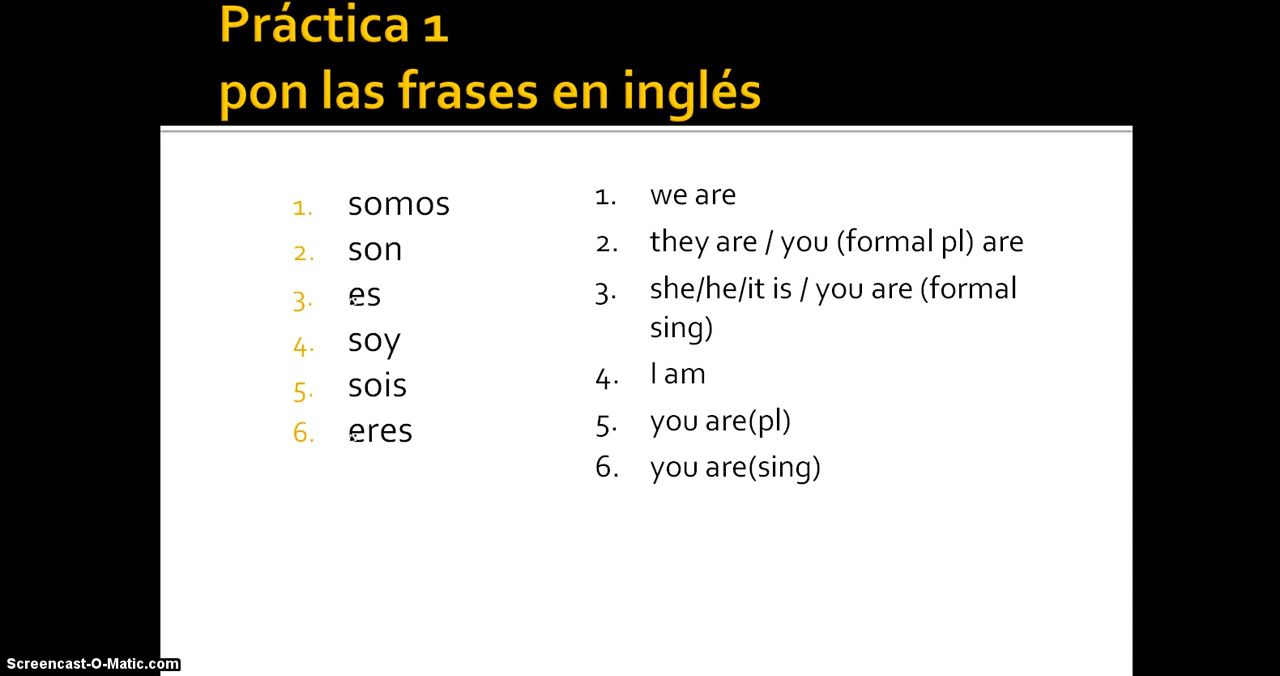 Práctica 1
pon las frases en inglés
1. somos
2. son
3. es
4. soy
5. sois
6. eres
1. we are
2. they are / you (formal pl) are
3. she/he/it is / you are (formal
sing)
4. I am
5. you are(pl)
6. you are(sing)
Screencast-O-Matic.com